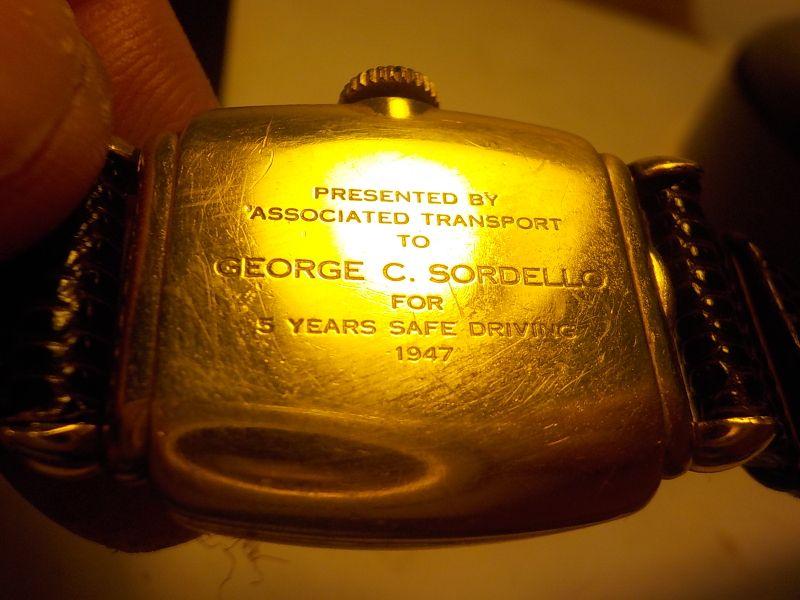 PRESENTED BY
ASSOCIATED TRANSPORT
TO
GEORGE C. SORDELLO
FOR
5 YEARS SAFE DRIVING
1947